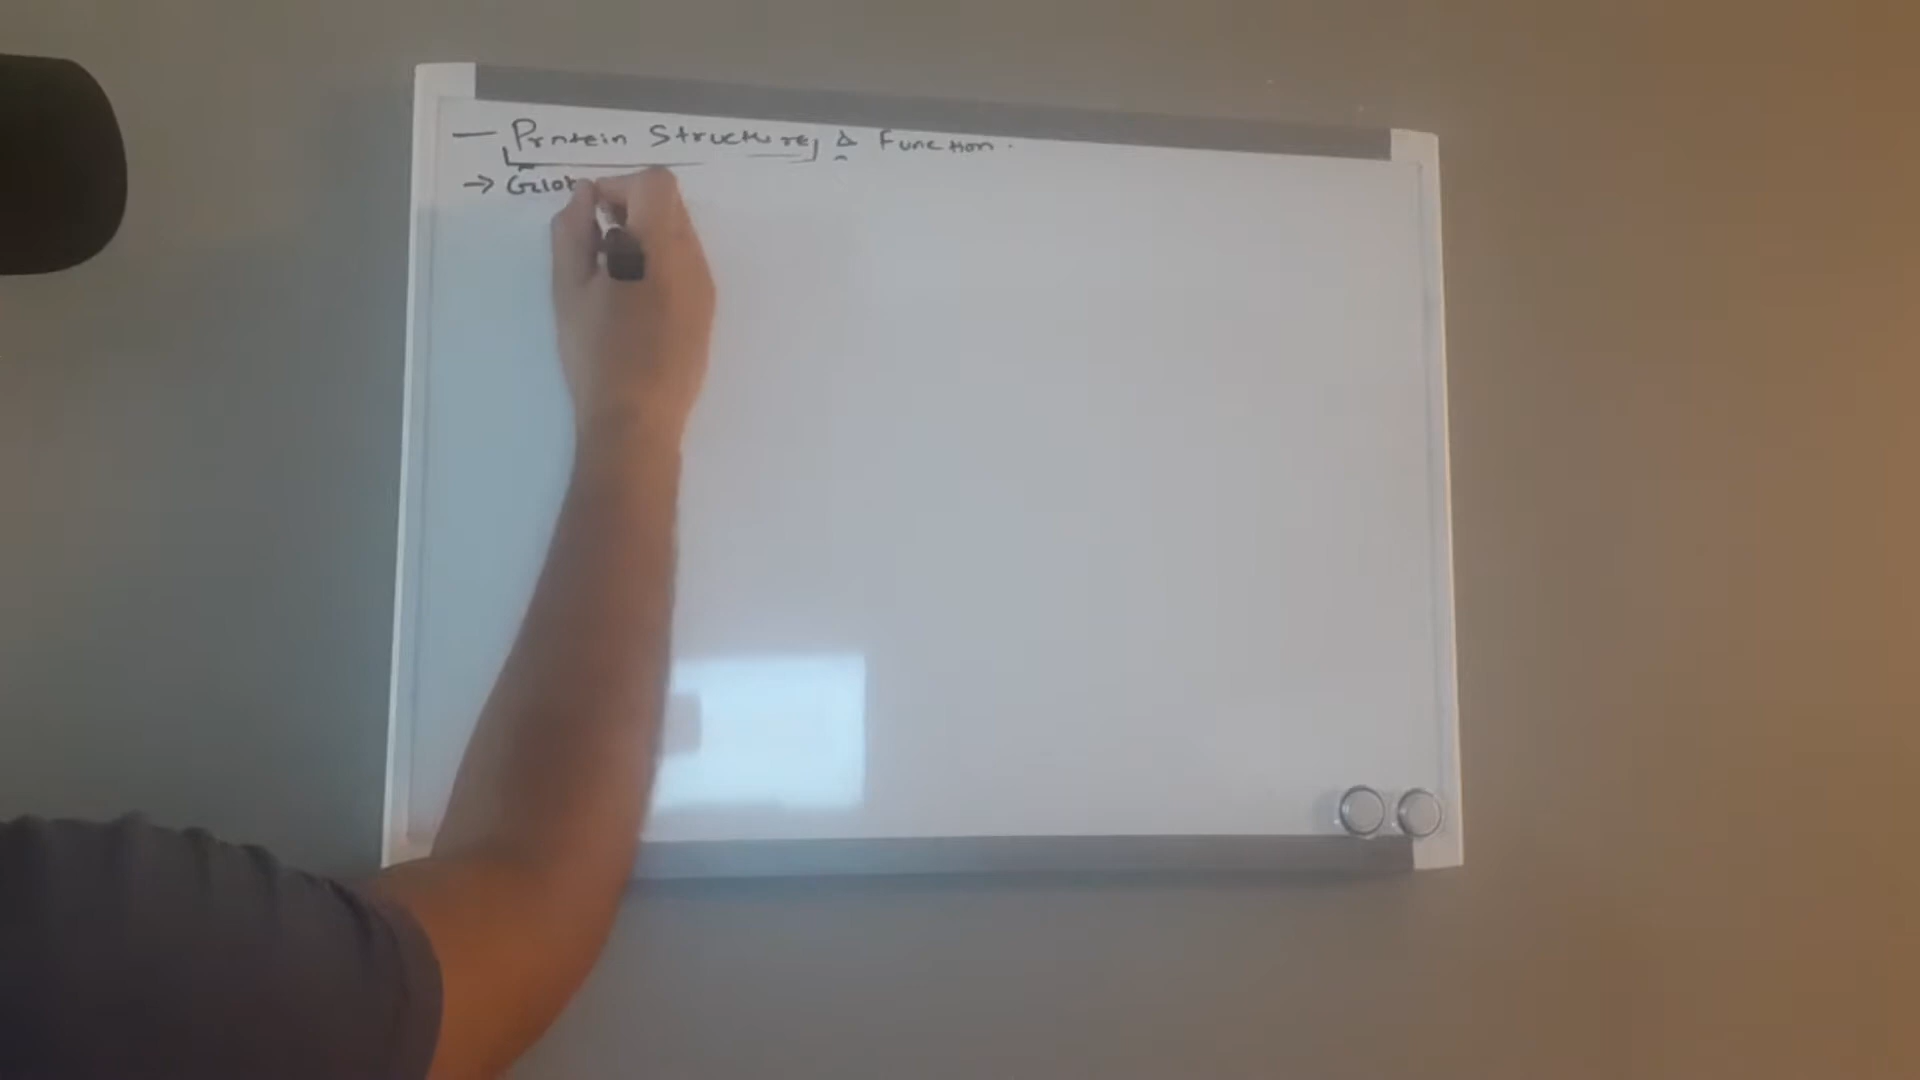 — Protein Structure & Function.
→ Glob